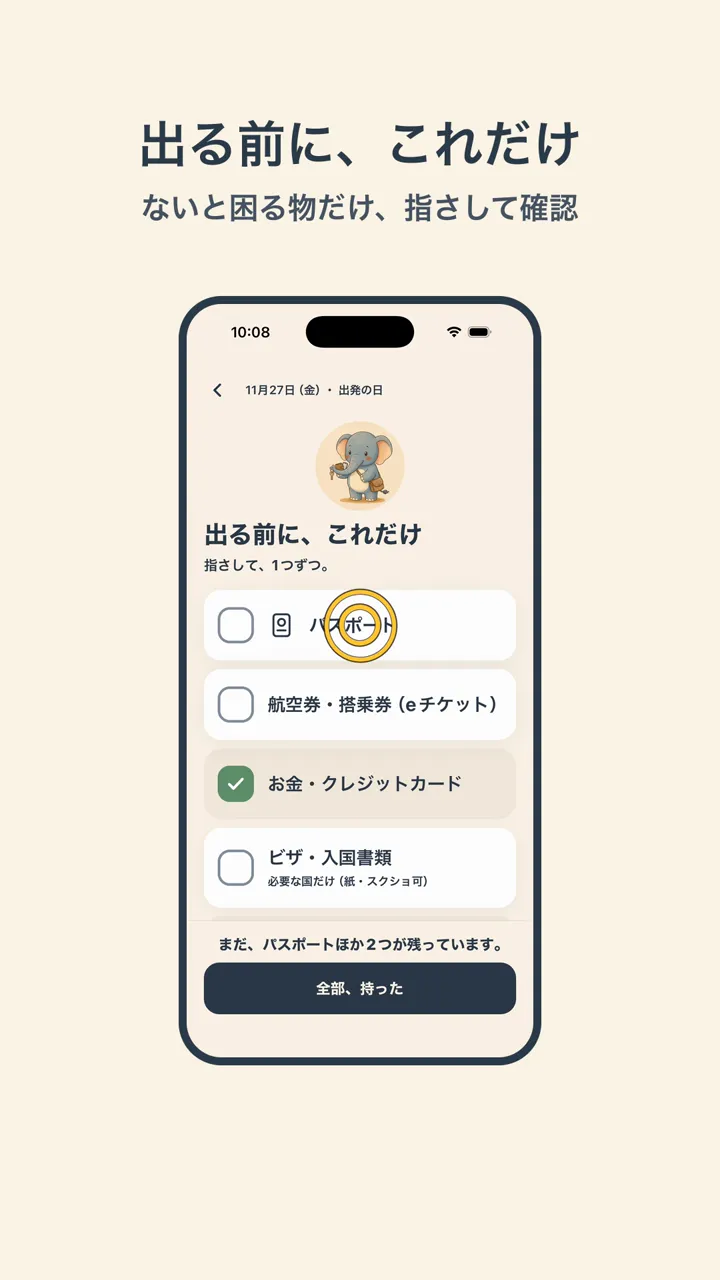 出る前に、これだけ
ないと困る物だけ、指さして確認
10:08
11月27日（金）・出発の日
出る前に、これだけ
指さして、1つずつ。
パスポート
航空券・搭乗券（eチケット）
お金・クレジットカード
ビザ・入国書類
必要な国だけ（紙・スクショ可）
まだ、パスポートほか2つが残っています。
全部、持った